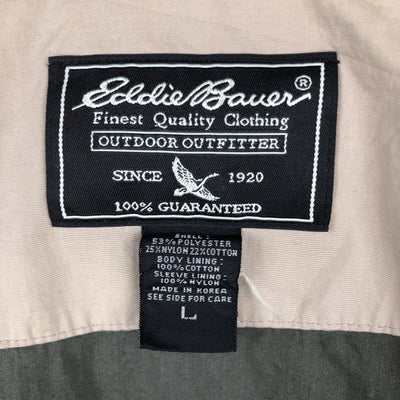 Eddie Bauer®
Finest Quality Clothing
OUTDOOR OUTFITTER
SINCE 1920
100% GUARANTEED
SHELL:
53% POLYESTER
25% NYLON 22% COTTON
BODY LINING:
100% COTTON
SLEEVE LINING:
100% NYLON
MADE IN KOREA
SEE SIDE FOR CARE
L